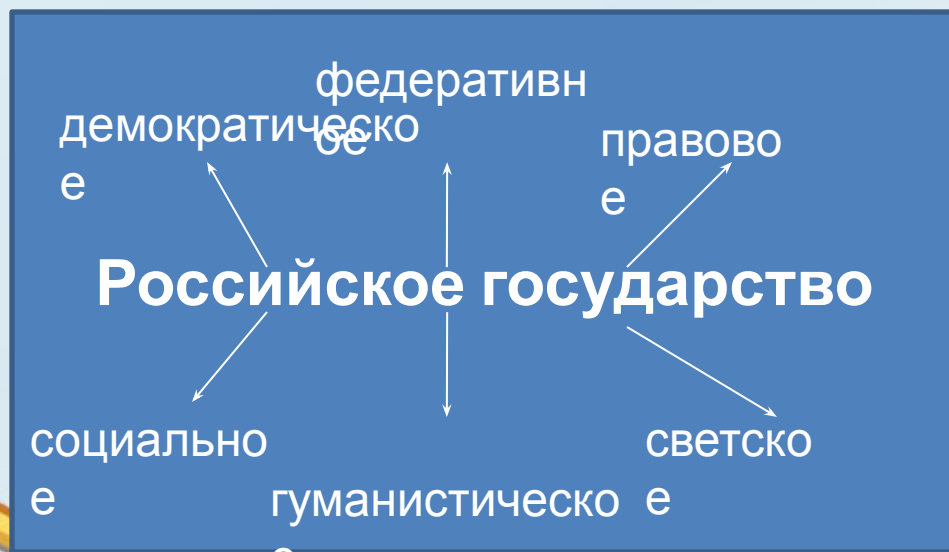 федеративн
ое
демократическо
е
правово
е
Российское государство
социально
е
гуманистическо
е
светско
е